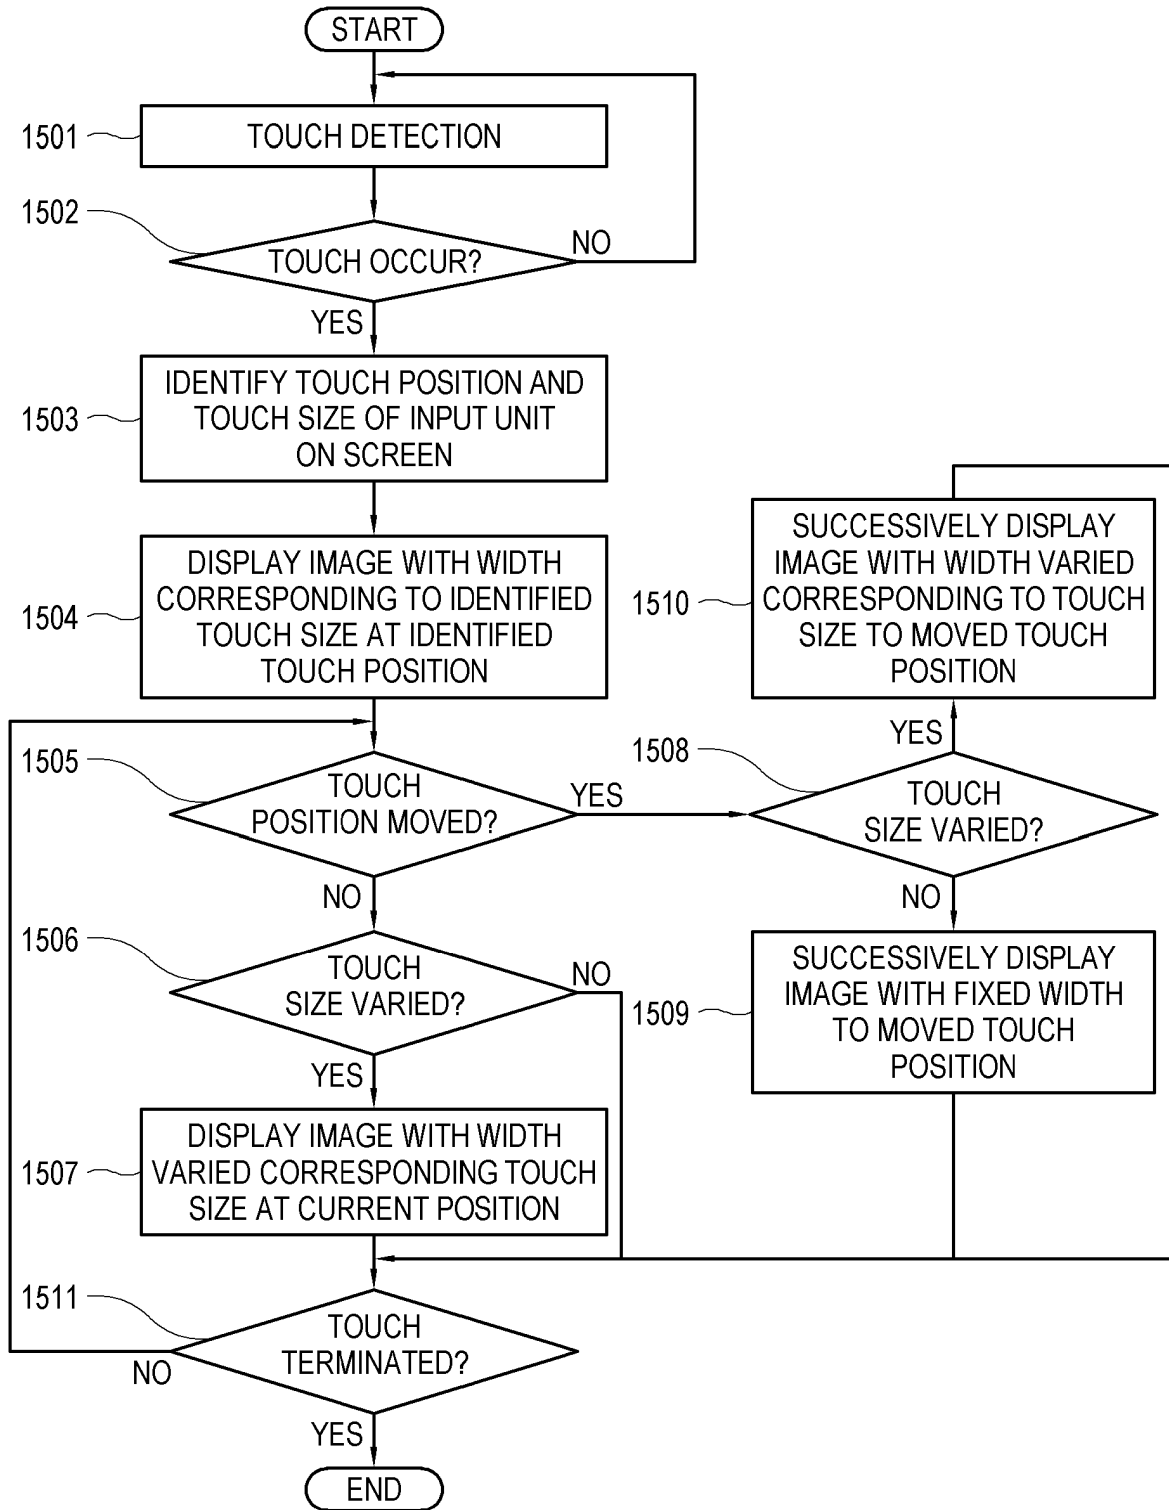 START
1501
TOUCH DETECTION
1502
TOUCH OCCUR?
NO
YES
1503
IDENTIFY TOUCH POSITION AND
TOUCH SIZE OF INPUT UNIT
ON SCREEN
1504
DISPLAY IMAGE WITH WIDTH
CORRESPONDING TO IDENTIFIED
TOUCH SIZE AT IDENTIFIED
TOUCH POSITION
1505
TOUCH
POSITION MOVED?
YES
NO
1506
TOUCH
SIZE VARIED?
NO
YES
1507
DISPLAY IMAGE WITH WIDTH
VARIED CORRESPONDING TOUCH
SIZE AT CURRENT POSITION
1510
SUCCESSIVELY DISPLAY
IMAGE WITH WIDTH VARIED
CORRESPONDING TO TOUCH
SIZE TO MOVED TOUCH
POSITION
YES
1508
TOUCH
SIZE VARIED?
NO
1509
SUCCESSIVELY DISPLAY
IMAGE WITH FIXED WIDTH
TO MOVED TOUCH
POSITION
1511
TOUCH
TERMINATED?
NO
YES
END